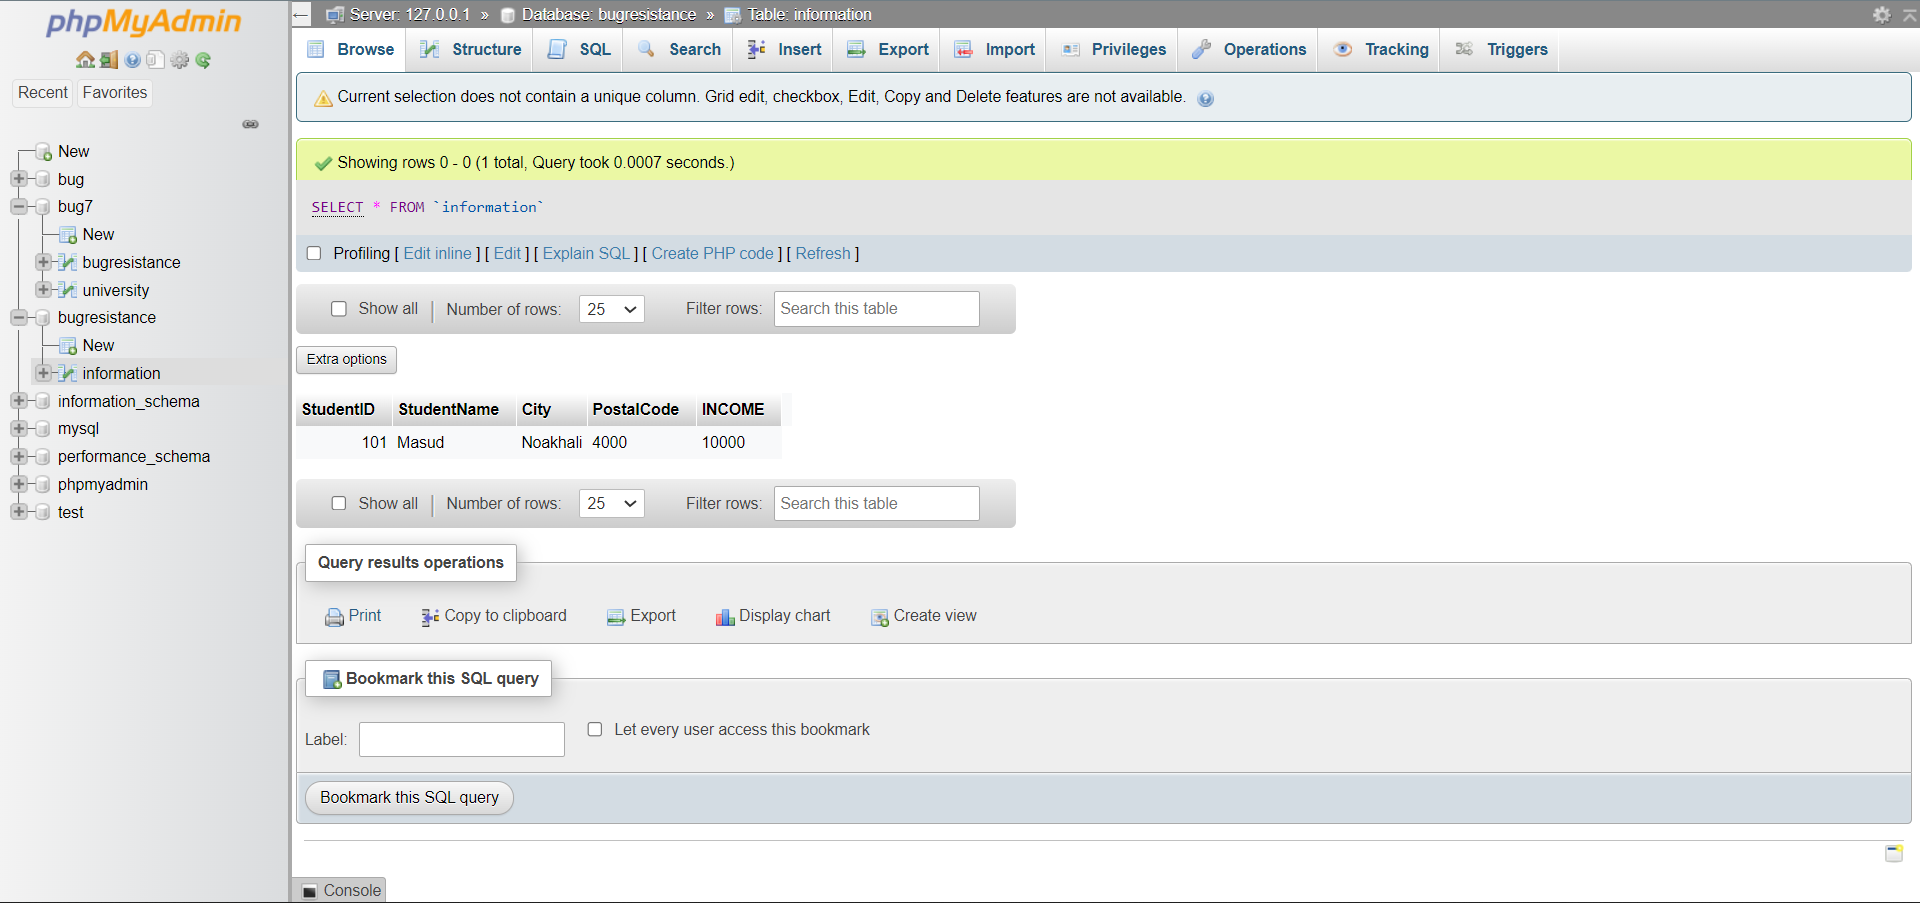 phpMyAdmin
Recent Favorites
New
bug
bug7
New
bugresistance
university
bugresistance
New
information
information_schema
mysql
performance_schema
phpmyadmin
test
Server: 127.0.0.1 » Database: bugresistance » Table: information
Browse Structure SQL Search Insert Export Import Privileges Operations Tracking Triggers
Current selection does not contain a unique column. Grid edit, checkbox, Edit, Copy and Delete features are not available.
Showing rows 0 - 0 (1 total, Query took 0.0007 seconds.)
SELECT * FROM `information`
Profiling [ Edit inline ] [ Edit ] [ Explain SQL ] [ Create PHP code ] [ Refresh ]
Show all Number of rows: 25 Filter rows: Search this table
Extra options
StudentID StudentName City PostalCode INCOME
101 Masud Noakhali 4000 10000
Show all Number of rows: 25 Filter rows: Search this table
Query results operations
Print Copy to clipboard Export Display chart Create view
Bookmark this SQL query
Label: Let every user access this bookmark
Bookmark this SQL query
Console